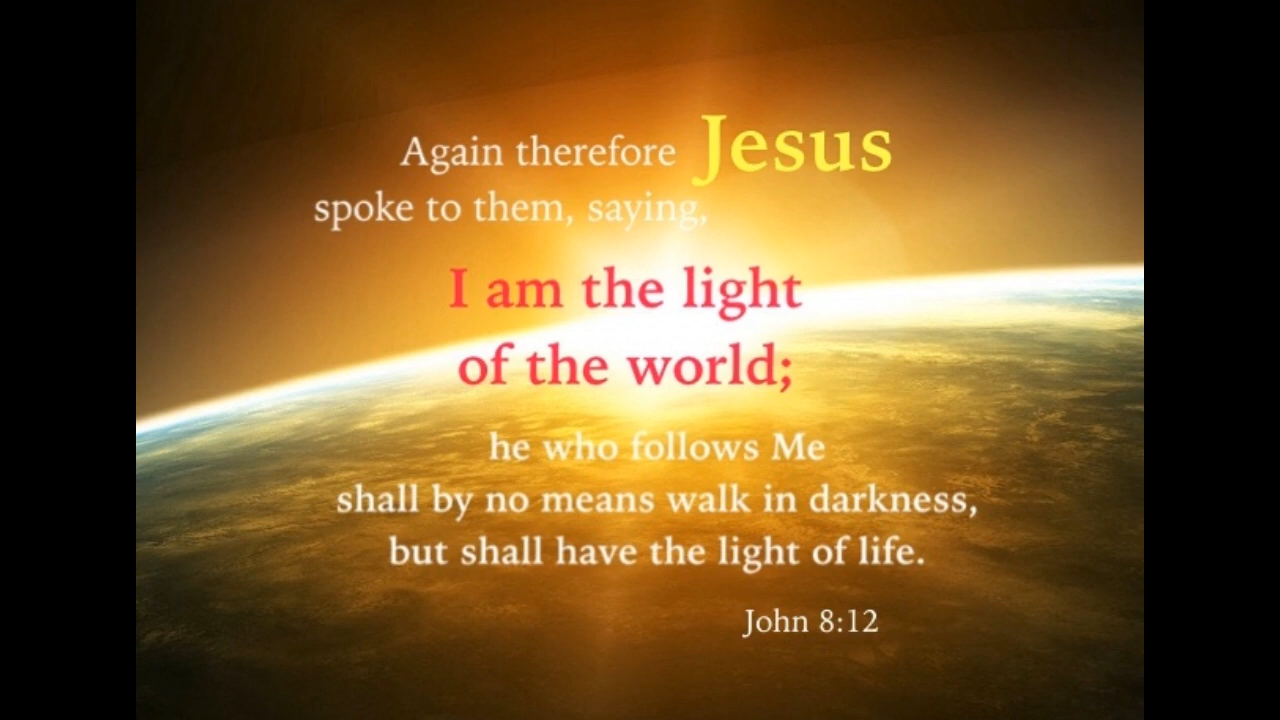 Again therefore Jesus
spoke to them, saying,
I am the light
of the world;
he who follows Me
shall by no means walk in darkness,
but shall have the light of life.
John 8:12